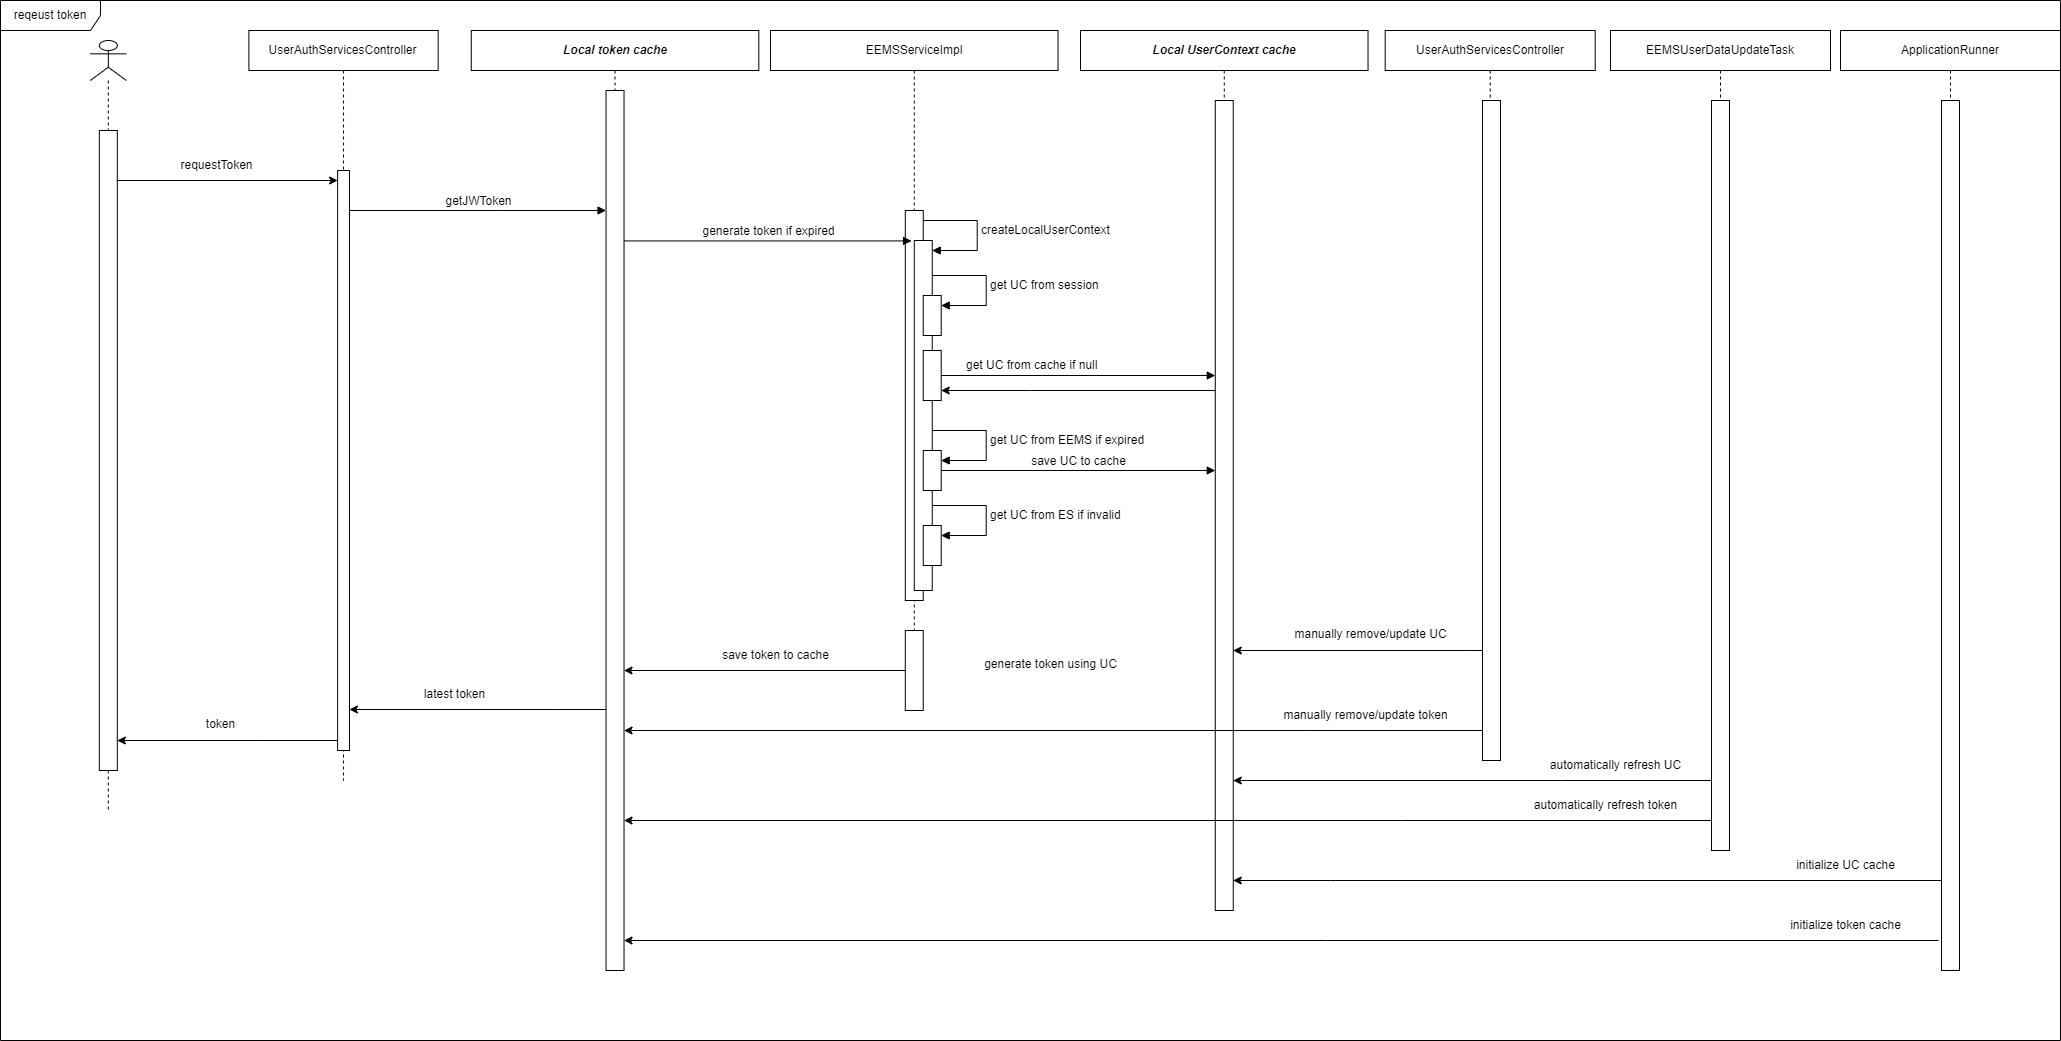 reqeust token
UserAuthServicesController
Local token cache
EEMSServiceImpl
Local UserContext cache
UserAuthServicesController
EEMSUserDataUpdateTask
ApplicationRunner
requestToken
getJWToken
generate token if expired
createLocalUserContext
get UC from session
get UC from cache if null
get UC from EEMS if expired
save UC to cache
get UC from ES if invalid
manually remove/update UC
save token to cache
generate token using UC
latest token
manually remove/update token
token
automatically refresh UC
automatically refresh token
initialize UC cache
initialize token cache